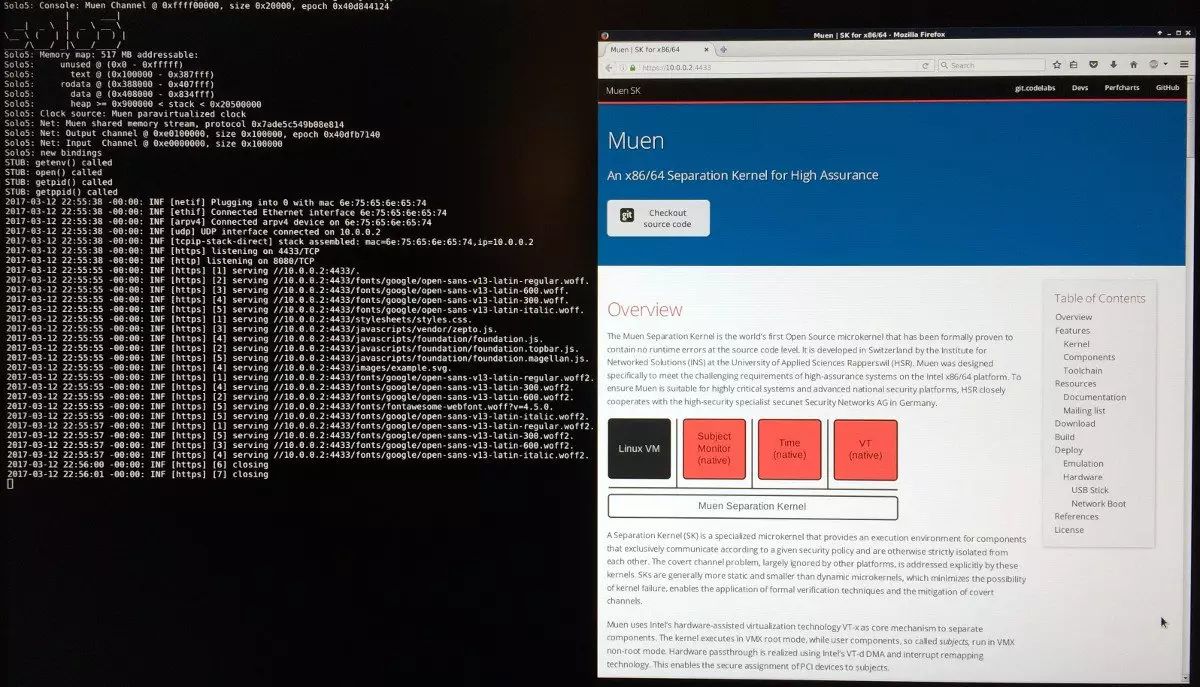 Solo5: Console: Muen Channel @ 0xffff00000, size 0x20000, epoch 0x40d844124
Solo5: Memory map: 517 MB addressable:
Solo5: unused @ (0x0 - 0xfffff)
Solo5: text @ (0x100000 - 0x387fff)
Solo5: rodata @ (0x388000 - 0x407fff)
Solo5: data @ (0x408000 - 0x834fff)
Solo5: heap >= 0x900000 < stack < 0x20500000
Solo5: Clock source: Muen paravirtualized clock
Solo5: Net: Muen shared memory stream, protocol 0x7ade5c549b08e814
Solo5: Net: Output channel @ 0xe0100000, size 0x100000, epoch 0x40dfb7140
Solo5: Net: Input  Channel @ 0xe0000000, size 0x100000
Solo5: new bindings
STUB: getenv() called
STUB: open() called
STUB: getpid() called
STUB: getppid() called
2017-03-12 22:55:38 -00:00: INF [netif] Plugging into 0 with mac 6e:75:65:6e:65:74
2017-03-12 22:55:38 -00:00: INF [ethif] Connected Ethernet interface 6e:75:65:6e:65:74
2017-03-12 22:55:38 -00:00: INF [arpv4] Connected arpv4 device on 6e:75:65:6e:65:74
2017-03-12 22:55:38 -00:00: INF [udp] UDP interface connected on 10.0.0.2
2017-03-12 22:55:38 -00:00: INF [tcpip-stack-direct] stack assembled: mac=6e:75:65:6e:65:74,ip=10.0.0.2
2017-03-12 22:55:38 -00:00: INF [https] listening on 4433/TCP
2017-03-12 22:55:38 -00:00: INF [http] listening on 8080/TCP
2017-03-12 22:55:55 -00:00: INF [https] [1] serving //10.0.0.2:4433/.
2017-03-12 22:55:55 -00:00: INF [https] [2] serving //10.0.0.2:4433/fonts/google/open-sans-v13-latin-regular.woff.
2017-03-12 22:55:55 -00:00: INF [https] [3] serving //10.0.0.2:4433/fonts/google/open-sans-v13-latin-600.woff.
2017-03-12 22:55:55 -00:00: INF [https] [4] serving //10.0.0.2:4433/fonts/google/open-sans-v13-latin-300.woff.
2017-03-12 22:55:55 -00:00: INF [https] [5] serving //10.0.0.2:4433/fonts/google/open-sans-v13-latin-italic.woff.
2017-03-12 22:55:55 -00:00: INF [https] [1] serving //10.0.0.2:4433/stylesheets/styles.css.
2017-03-12 22:55:55 -00:00: INF [https] [3] serving //10.0.0.2:4433/javascripts/vendor/zepto.js.
2017-03-12 22:55:55 -00:00: INF [https] [4] serving //10.0.0.2:4433/javascripts/foundation/foundation.js.
2017-03-12 22:55:55 -00:00: INF [https] [2] serving //10.0.0.2:4433/javascripts/foundation/foundation.topbar.js.
2017-03-12 22:55:55 -00:00: INF [https] [5] serving //10.0.0.2:4433/javascripts/foundation/foundation.magellan.js.
2017-03-12 22:55:55 -00:00: INF [https] [4] serving //10.0.0.2:4433/images/example.svg.
2017-03-12 22:55:55 -00:00: INF [https] [1] serving //10.0.0.2:4433/fonts/google/open-sans-v13-latin-regular.woff2.
2017-03-12 22:55:55 -00:00: INF [https] [3] serving //10.0.0.2:4433/fonts/google/open-sans-v13-latin-300.woff2.
2017-03-12 22:55:55 -00:00: INF [https] [2] serving //10.0.0.2:4433/fonts/google/open-sans-v13-latin-600.woff2.
2017-03-12 22:55:55 -00:00: INF [https] [5] serving //10.0.0.2:4433/fonts/fontawesome-webfont.woff?v=4.5.0.
2017-03-12 22:55:55 -00:00: INF [https] [5] serving //10.0.0.2:4433/fonts/google/open-sans-v13-latin-italic.woff2.
2017-03-12 22:55:57 -00:00: INF [https] [1] serving //10.0.0.2:4433/fonts/google/open-sans-v13-latin-regular.woff2.
2017-03-12 22:55:57 -00:00: INF [https] [5] serving //10.0.0.2:4433/fonts/google/open-sans-v13-latin-300.woff2.
2017-03-12 22:55:57 -00:00: INF [https] [3] serving //10.0.0.2:4433/fonts/google/open-sans-v13-latin-600.woff2.
2017-03-12 22:55:57 -00:00: INF [https] [4] serving //10.0.0.2:4433/fonts/google/open-sans-v13-latin-italic.woff2.
2017-03-12 22:56:00 -00:00: INF [https] [6] closing
2017-03-12 22:56:01 -00:00: INF [https] [7] closing
Muen | SK for x86/64 - Mozilla Firefox
Muen | SK for x86/64
https://10.0.0.2:4433
Search
Muen SK
git.codelabs Devs Perfcharts GitHub
Muen
An x86/64 Separation Kernel for High Assurance
git
Checkout
source code
Overview
The Muen Separation Kernel is the world's first Open Source microkernel that has been formally proven to
contain no runtime errors at the source code level. It is developed in Switzerland by the Institute for
Networked Solutions (INS) at the University of Applied Sciences Rapperswil (HSR). Muen was designed
specifically to meet the challenging requirements of high-assurance systems on the Intel x86/64 platform. To
ensure Muen is suitable for highly critical systems and advanced national security platforms, HSR closely
cooperates with the high-security specialist secunet Security Networks AG in Germany.
Linux VM
Subject
Monitor
(native)
Time
(native)
VT
(native)
Muen Separation Kernel
A Separation Kernel (SK) is a specialized microkernel that provides an execution environment for components
that exclusively communicate according to a given security policy and are otherwise strictly isolated from
each other. The covert channel problem, largely ignored by other platforms, is addressed explicitly by these
kernels. SKs are generally more static and smaller than dynamic microkernels, which minimizes the possibility
of kernel failure, enables the application of formal verification techniques and the mitigation of covert
channels.
Muen uses Intel's hardware-assisted virtualization technology VT-x as core mechanism to separate
components. The kernel executes in VMX root mode, while user components, so called subjects, run in VMX
non-root mode. Hardware passthrough is realized using Intel's VT-d DMA and interrupt remapping
technology. This enables the secure assignment of PCI devices to subjects.
Table of Contents
Overview
Features
Kernel
Components
Toolchain
Resources
Documentation
Mailing list
Download
Build
Deploy
Emulation
Hardware
USB Stick
Network Boot
References
License